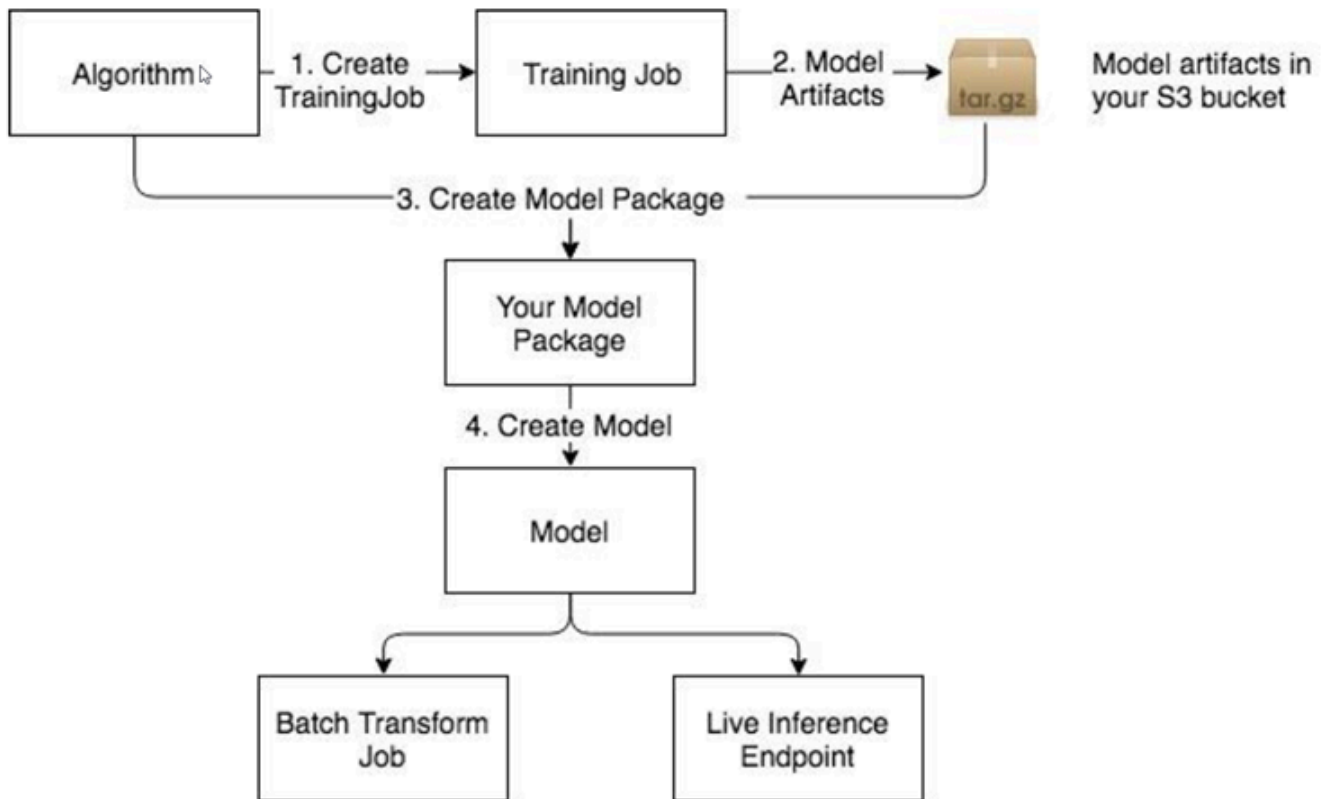 Algorithm
1. Create
TrainingJob
Training Job
2. Model
Artifacts
tar.gz
Model artifacts in
your S3 bucket
3. Create Model Package
Your Model
Package
4. Create Model
Model
Batch Transform
Job
Live Inference
Endpoint